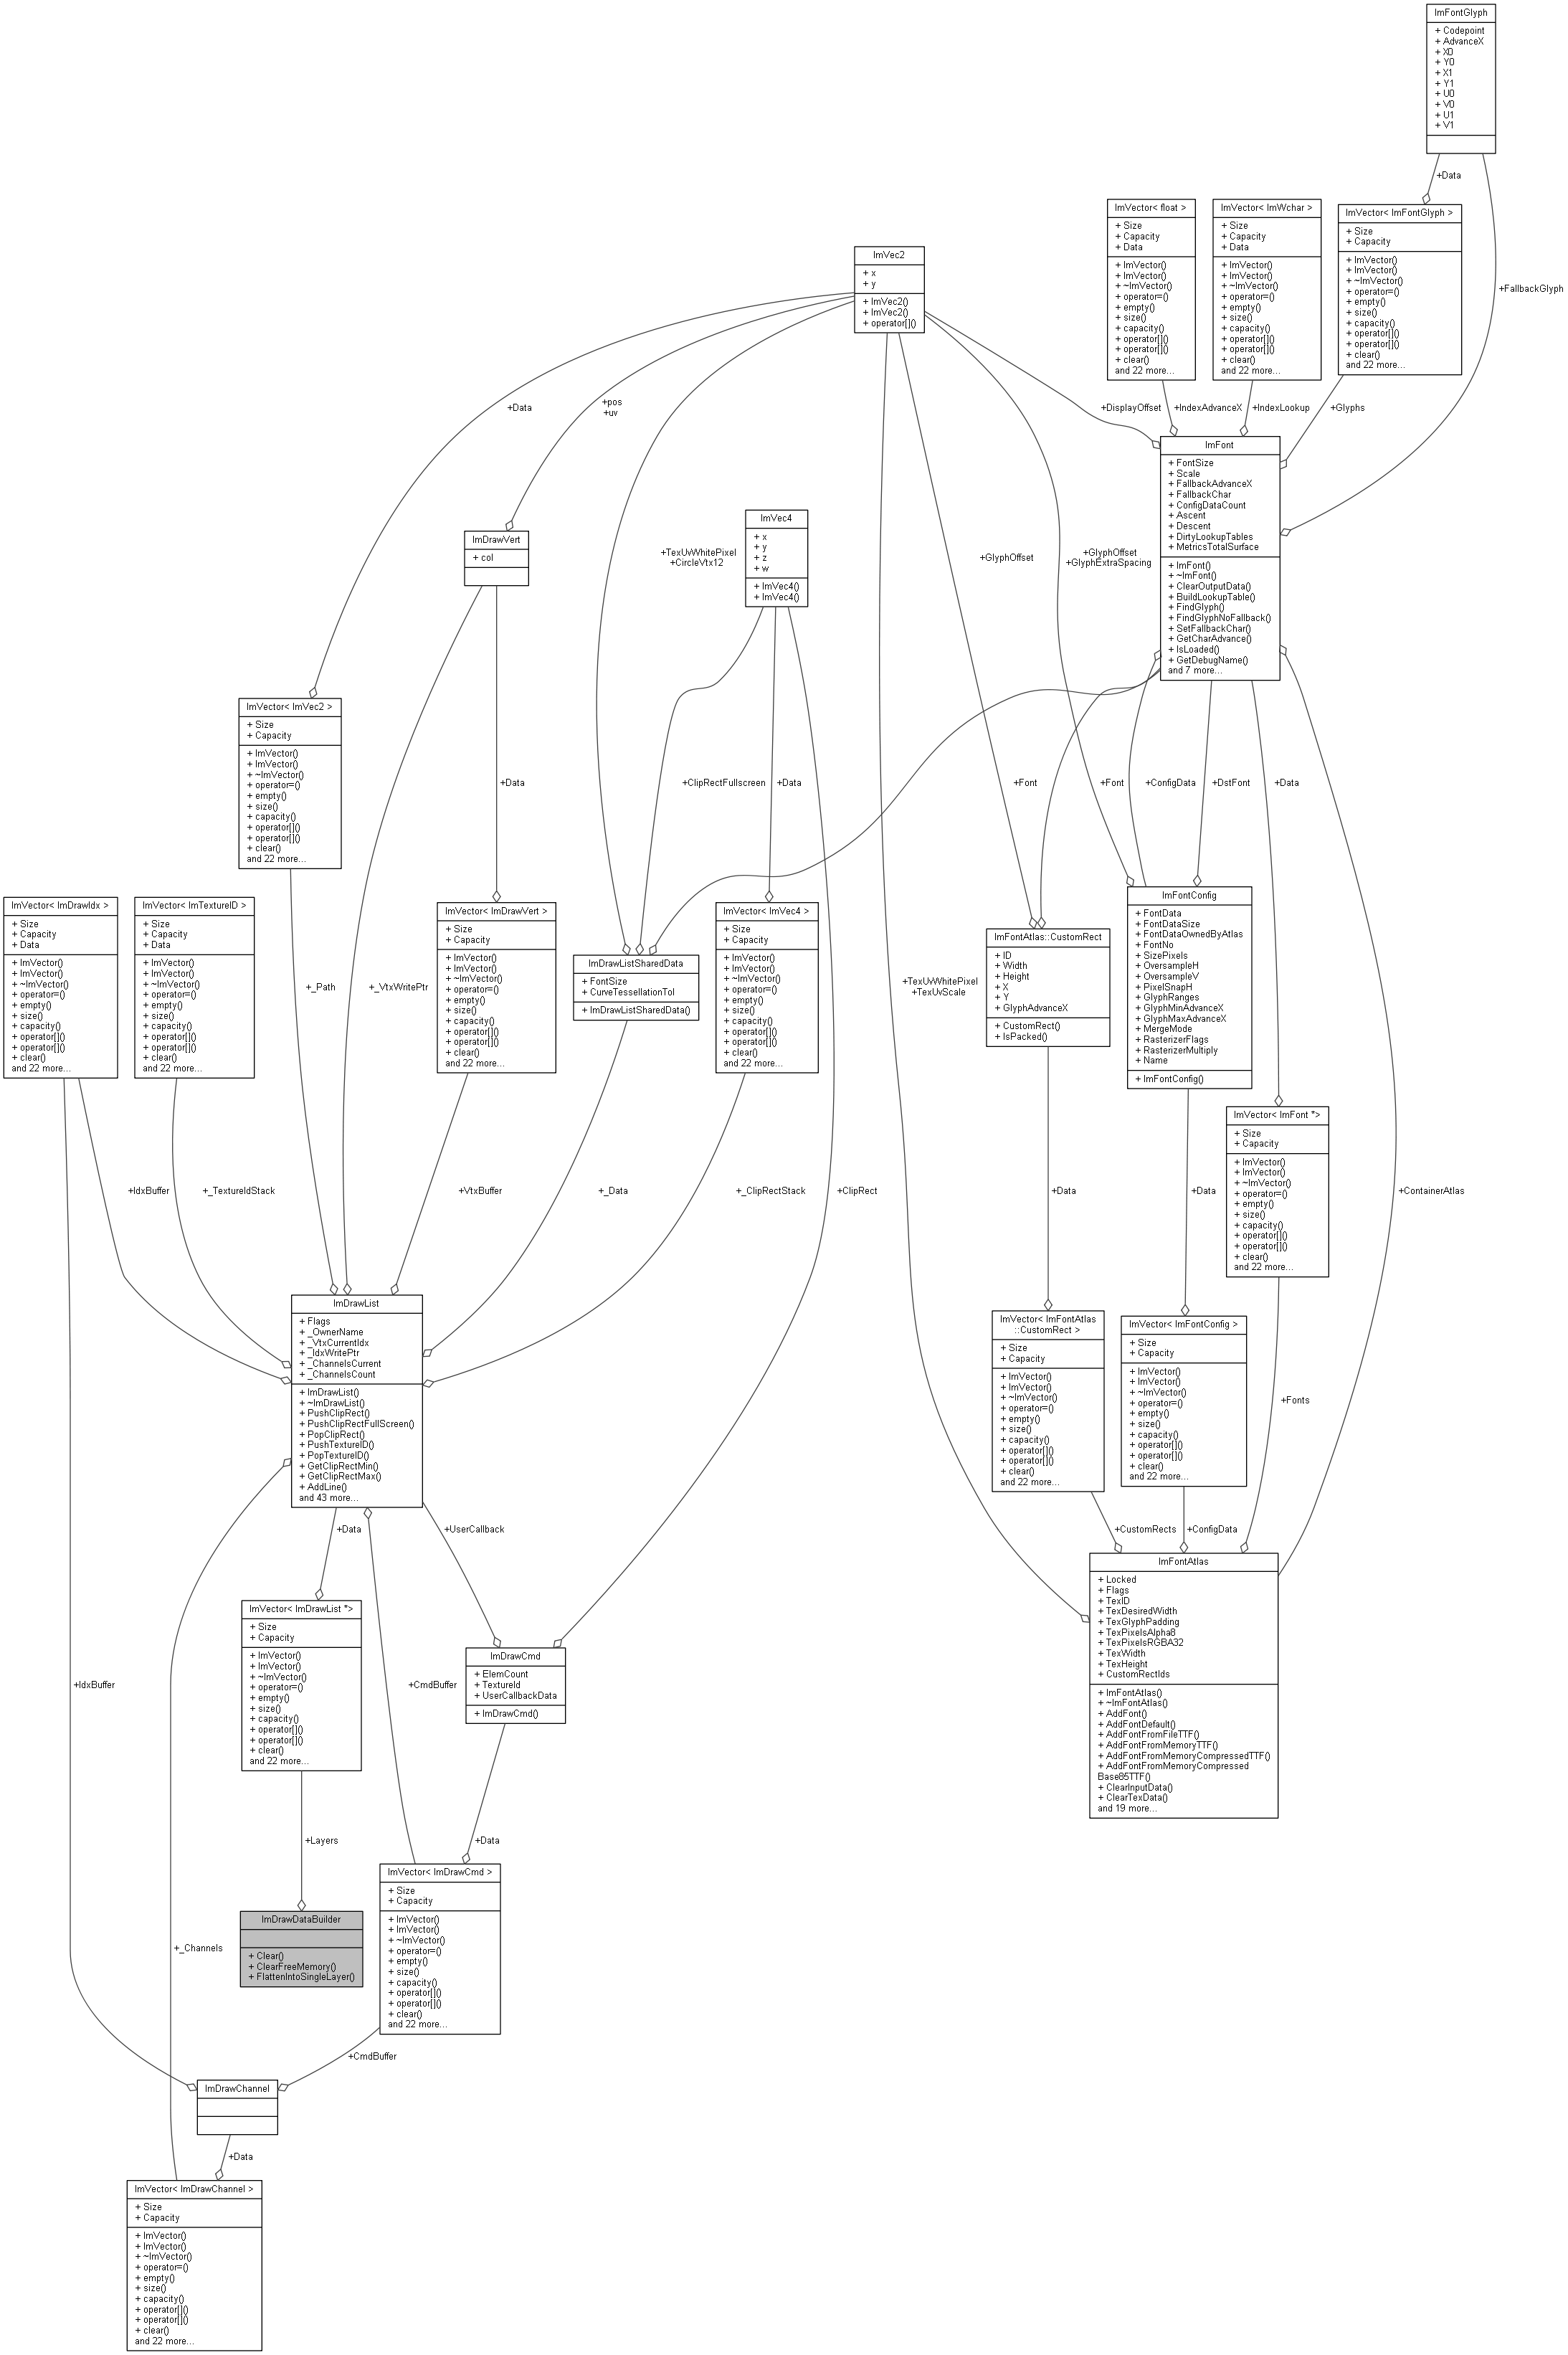 ImFontGlyph
+ Codepoint
+ AdvanceX
+ X0
+ Y0
+ X1
+ Y1
+ U0
+ V0
+ U1
+ V1
+Data
+FallbackGlyph
ImVector< float >
+ Size
+ Capacity
+ Data
+ ImVector()
+ ImVector()
+ ~ImVector()
+ operator=()
+ empty()
+ size()
+ capacity()
+ operator[]()
+ operator[]()
+ clear()
and 22 more...
ImVector< ImWchar >
+ Size
+ Capacity
+ Data
+ ImVector()
+ ImVector()
+ ~ImVector()
+ operator=()
+ empty()
+ size()
+ capacity()
+ operator[]()
+ operator[]()
+ clear()
and 22 more...
ImVector< ImFontGlyph >
+ Size
+ Capacity
+ ImVector()
+ ImVector()
+ ~ImVector()
+ operator=()
+ empty()
+ size()
+ capacity()
+ operator[]()
+ operator[]()
+ clear()
and 22 more...
ImVec2
+ x
+ y
+ ImVec2()
+ ImVec2()
+ operator[]()
+Data
+pos
+uv
+DisplayOffset
+IndexAdvanceX
+IndexLookup
+Glyphs
ImFont
+ FontSize
+ Scale
+ FallbackAdvanceX
+ FallbackChar
+ ConfigDataCount
+ Ascent
+ Descent
+ DirtyLookupTables
+ MetricsTotalSurface
+ ImFont()
+ ~ImFont()
+ ClearOutputData()
+ BuildLookupTable()
+ FindGlyph()
+ FindGlyphNoFallback()
+ SetFallbackChar()
+ GetCharAdvance()
+ IsLoaded()
+ GetDebugName()
and 7 more...
ImVec4
+ x
+ y
+ z
+ w
+ ImVec4()
+ ImVec4()
ImDrawVert
+ col
+TexUvWhitePixel
+CircleVtx12
+GlyphOffset
+GlyphOffset
+GlyphExtraSpacing
ImVector< ImVec2 >
+ Size
+ Capacity
+ ImVector()
+ ImVector()
+ ~ImVector()
+ operator=()
+ empty()
+ size()
+ capacity()
+ operator[]()
+ operator[]()
+ clear()
and 22 more...
+Data
+ClipRectFullscreen
+Data
+Font
+Font
+ConfigData
+DstFont
+Data
ImVector< ImDrawIdx >
+ Size
+ Capacity
+ Data
+ ImVector()
+ ImVector()
+ ~ImVector()
+ operator=()
+ empty()
+ size()
+ capacity()
+ operator[]()
+ operator[]()
+ clear()
and 22 more...
ImVector< ImTextureID >
+ Size
+ Capacity
+ Data
+ ImVector()
+ ImVector()
+ ~ImVector()
+ operator=()
+ empty()
+ size()
+ capacity()
+ operator[]()
+ operator[]()
+ clear()
and 22 more...
+_Path
+_VtxWritePtr
ImVector< ImDrawVert >
+ Size
+ Capacity
+ ImVector()
+ ImVector()
+ ~ImVector()
+ operator=()
+ empty()
+ size()
+ capacity()
+ operator[]()
+ operator[]()
+ clear()
and 22 more...
ImDrawListSharedData
+ FontSize
+ CurveTessellationTol
+ ImDrawListSharedData()
ImVector< ImVec4 >
+ Size
+ Capacity
+ ImVector()
+ ImVector()
+ ~ImVector()
+ operator=()
+ empty()
+ size()
+ capacity()
+ operator[]()
+ operator[]()
+ clear()
and 22 more...
+TexUvWhitePixel
+TexUvScale
ImFontAtlas::CustomRect
+ ID
+ Width
+ Height
+ X
+ Y
+ GlyphAdvanceX
+ CustomRect()
+ IsPacked()
ImFontConfig
+ FontData
+ FontDataSize
+ FontDataOwnedByAtlas
+ FontNo
+ SizePixels
+ OversampleH
+ OversampleV
+ PixelSnapH
+ GlyphRanges
+ GlyphMinAdvanceX
+ GlyphMaxAdvanceX
+ MergeMode
+ RasterizerFlags
+ RasterizerMultiply
+ Name
+ ImFontConfig()
ImVector< ImFont *>
+ Size
+ Capacity
+ ImVector()
+ ImVector()
+ ~ImVector()
+ operator=()
+ empty()
+ size()
+ capacity()
+ operator[]()
+ operator[]()
+ clear()
and 22 more...
+IdxBuffer
+_TextureIdStack
+VtxBuffer
+_Data
+_ClipRectStack
+ClipRect
+Data
+Data
+ContainerAtlas
ImDrawList
+ Flags
+ _OwnerName
+ _VtxCurrentIdx
+ _IdxWritePtr
+ _ChannelsCurrent
+ _ChannelsCount
+ ImDrawList()
+ ~ImDrawList()
+ PushClipRect()
+ PushClipRectFullScreen()
+ PopClipRect()
+ PushTextureID()
+ PopTextureID()
+ GetClipRectMin()
+ GetClipRectMax()
+ AddLine()
and 43 more...
ImVector< ImFontAtlas
::CustomRect >
+ Size
+ Capacity
+ ImVector()
+ ImVector()
+ ~ImVector()
+ operator=()
+ empty()
+ size()
+ capacity()
+ operator[]()
+ operator[]()
+ clear()
and 22 more...
ImVector< ImFontConfig >
+ Size
+ Capacity
+ ImVector()
+ ImVector()
+ ~ImVector()
+ operator=()
+ empty()
+ size()
+ capacity()
+ operator[]()
+ operator[]()
+ clear()
and 22 more...
+Fonts
+Data
+UserCallback
+CustomRects
+ConfigData
ImFontAtlas
+ Locked
+ Flags
+ TexID
+ TexDesiredWidth
+ TexGlyphPadding
+ TexPixelsAlpha8
+ TexPixelsRGBA32
+ TexWidth
+ TexHeight
+ CustomRectIds
+ ImFontAtlas()
+ ~ImFontAtlas()
+ AddFont()
+ AddFontDefault()
+ AddFontFromFileTTF()
+ AddFontFromMemoryTTF()
+ AddFontFromMemoryCompressedTTF()
+ AddFontFromMemoryCompressed
Base85TTF()
+ ClearInputData()
+ ClearTexData()
and 19 more...
ImVector< ImDrawList *>
+ Size
+ Capacity
+ ImVector()
+ ImVector()
+ ~ImVector()
+ operator=()
+ empty()
+ size()
+ capacity()
+ operator[]()
+ operator[]()
+ clear()
and 22 more...
ImDrawCmd
+ ElemCount
+ TextureId
+ UserCallbackData
+ ImDrawCmd()
+IdxBuffer
+CmdBuffer
+Layers
+Data
ImVector< ImDrawCmd >
+ Size
+ Capacity
+ ImVector()
+ ImVector()
+ ~ImVector()
+ operator=()
+ empty()
+ size()
+ capacity()
+ operator[]()
+ operator[]()
+ clear()
and 22 more...
ImDrawDataBuilder
+ Clear()
+ ClearFreeMemory()
+ FlattenIntoSingleLayer()
+_Channels
+CmdBuffer
ImDrawChannel
+Data
ImVector< ImDrawChannel >
+ Size
+ Capacity
+ ImVector()
+ ImVector()
+ ~ImVector()
+ operator=()
+ empty()
+ size()
+ capacity()
+ operator[]()
+ operator[]()
+ clear()
and 22 more...